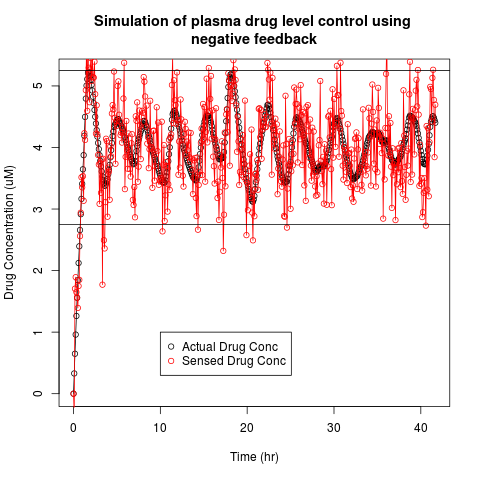 Simulation of plasma drug level control using
negative feedback
Drug Concentration (uM)
5
4
3
2
1
0
Actual Drug Conc
Sensed Drug Conc
0 10 20 30 40
Time (hr)